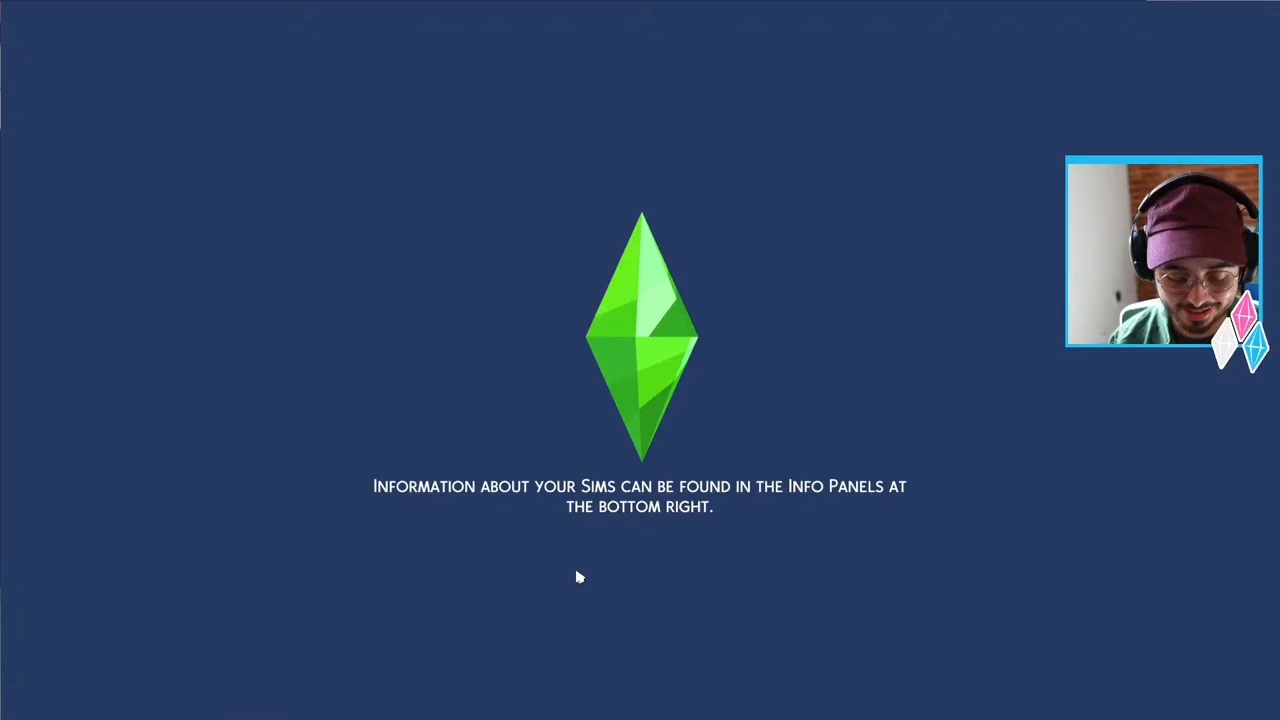 Information about your Sims can be found in the Info Panels at
the bottom right.